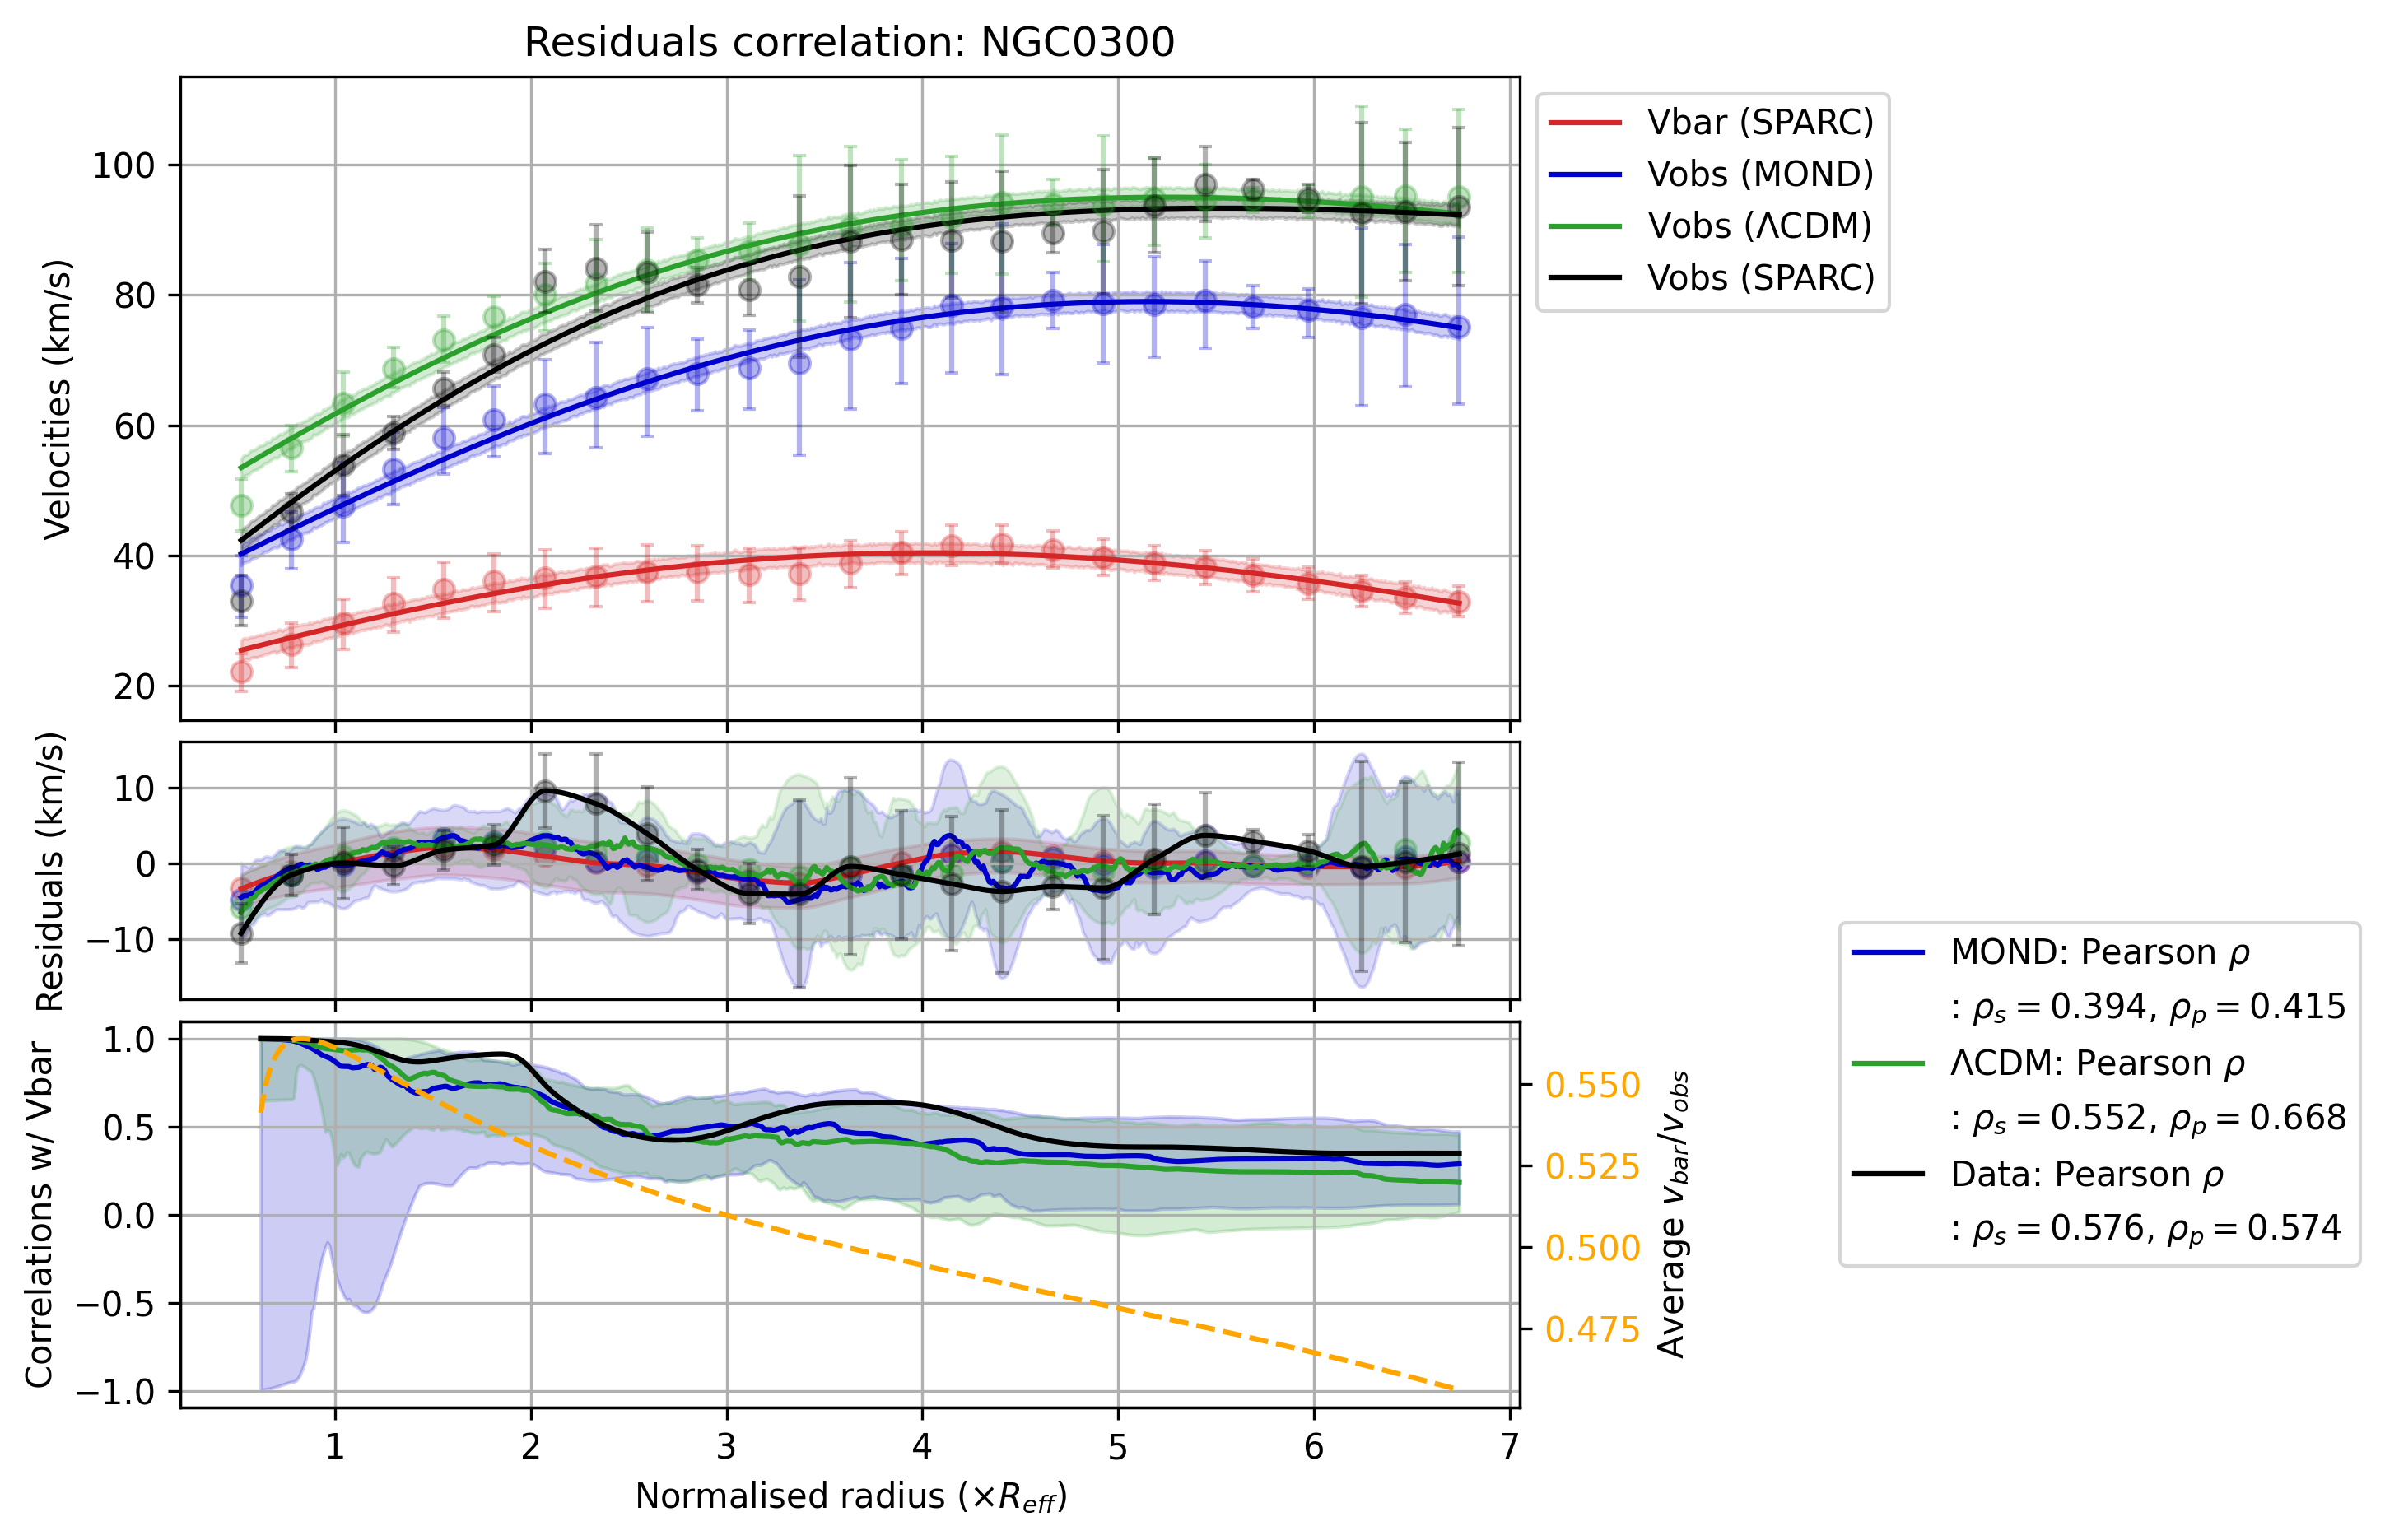 Residuals correlation: NGC0300
Velocities (km/s)
100
80
60
40
20
Vbar (SPARC)
Vobs (MOND)
Vobs (ΛCDM)
Vobs (SPARC)
Residuals (km/s)
10
0
−10
Correlations w/ Vbar
1.0
0.5
0.0
−0.5
−1.0
0.550
0.525
0.500
0.475
Average v_bar/v_obs
1 2 3 4 5 6 7
Normalised radius (×R_eff)
MOND: Pearson ρ
: ρ_s = 0.394, ρ_p = 0.415
ΛCDM: Pearson ρ
: ρ_s = 0.552, ρ_p = 0.668
Data: Pearson ρ
: ρ_s = 0.576, ρ_p = 0.574